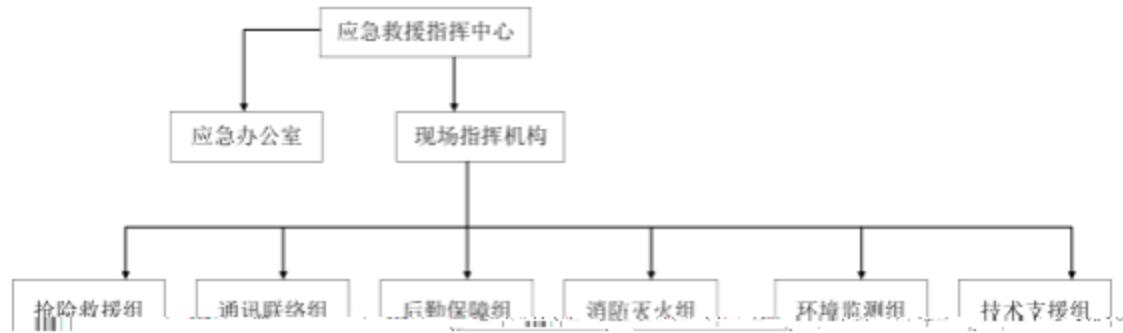 应急救援指挥中心
应急办公室 现场指挥机构
抢险救援组 通讯联络组 后勤保障组 消防灭火组 环境监测组 技术支援组